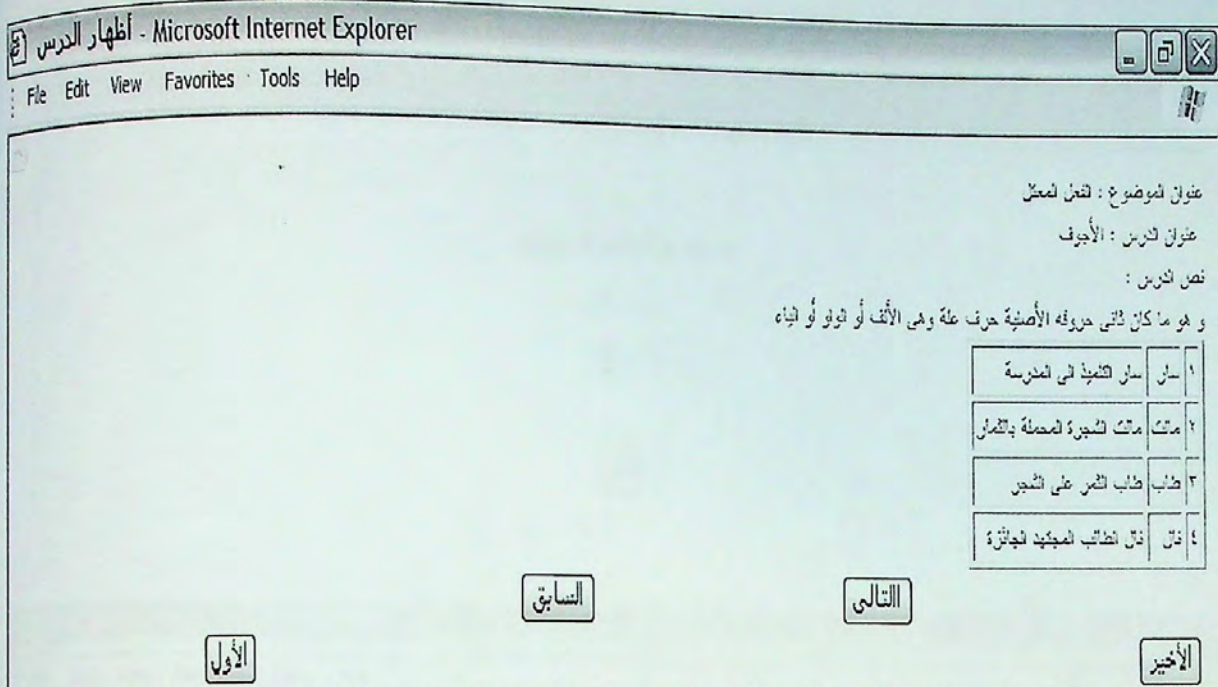 أظهار الدرس - Microsoft Internet Explorer
File Edit View Favorites Tools Help
عنوان الموضوع : الفعل المعتل
عنوان الدرس : الأجوف
نص الدرس :
و هو ما كان ثانى حروفه الأصلية حرف علة وهى الألف أو الواو أو الياء
١ سار سار التلميذ الى المدرسة
٢ مالت مالت الشجرة المحملة بالثمار
٣ طاب طاب الثمر على الشجر
٤ نال نال الطالب المجتهد الجائزة
االتالى السابق
الأخير الأول